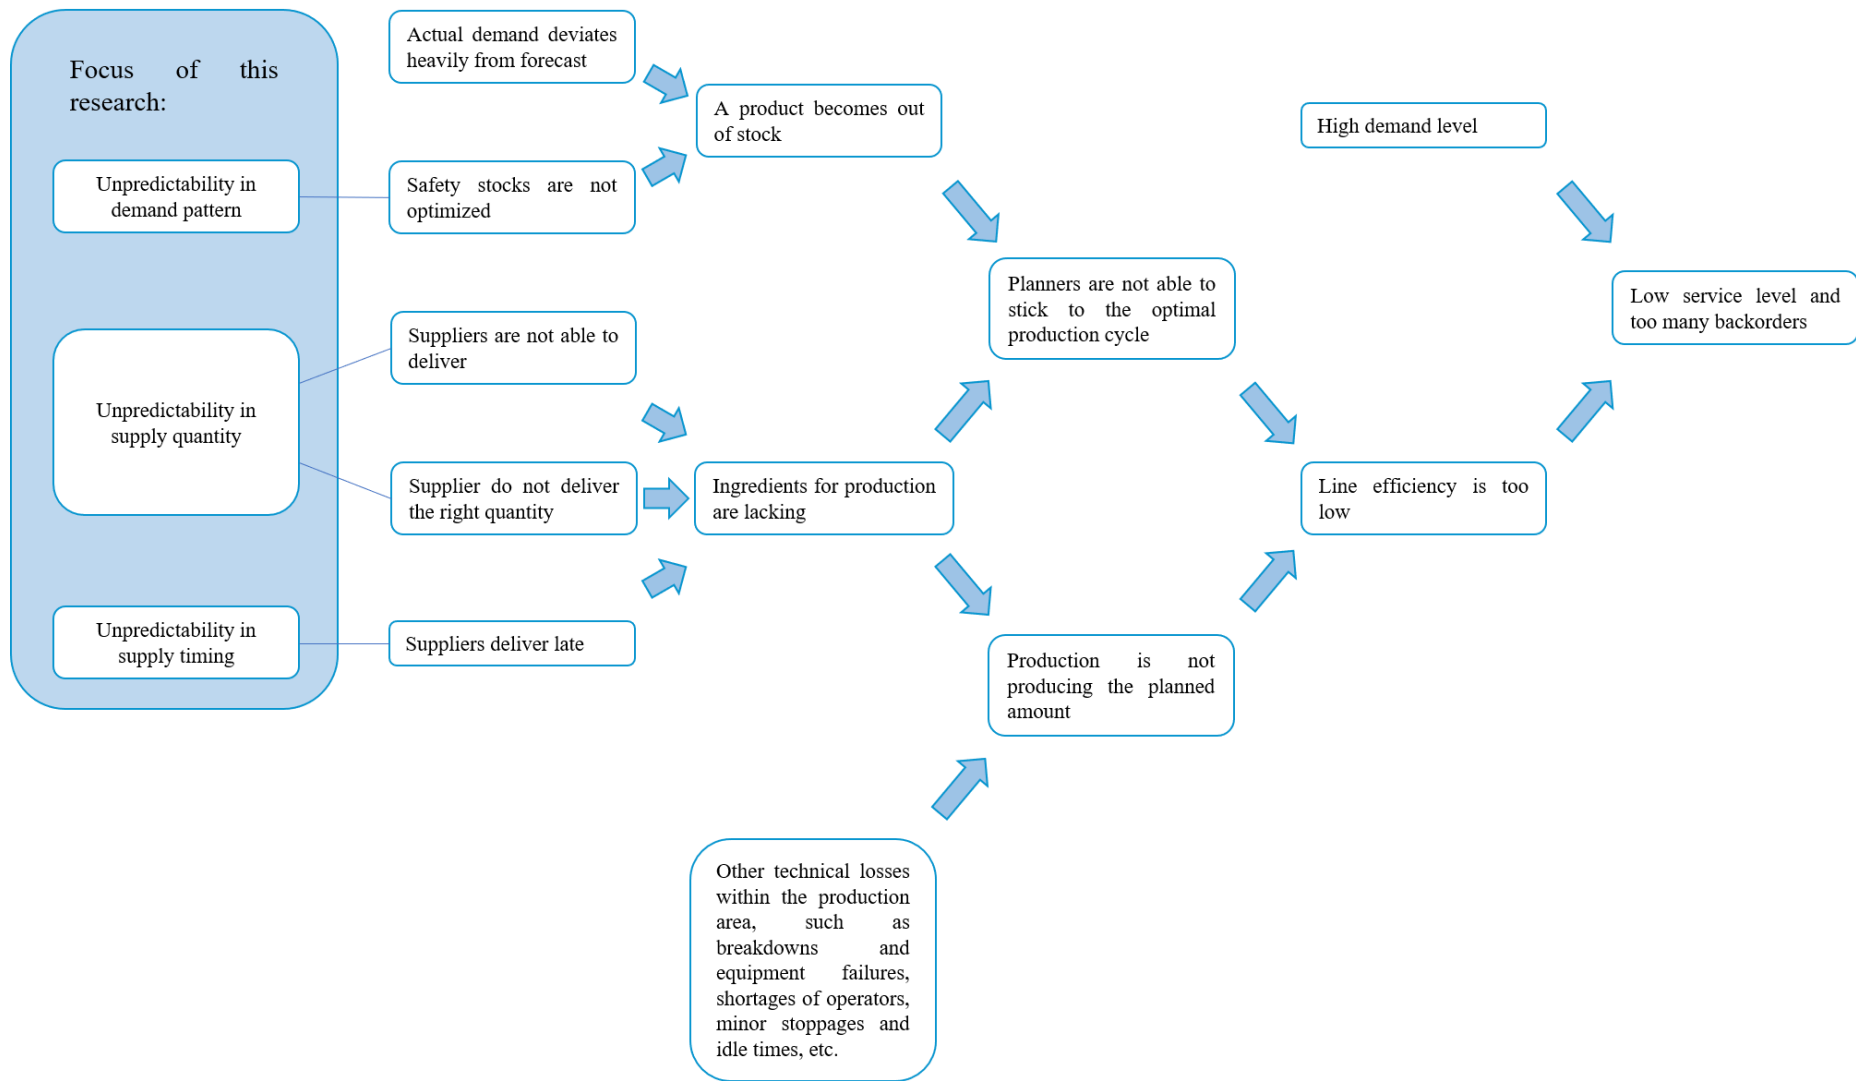 Focus of this
research:
Unpredictability in
demand pattern
Unpredictability in
supply quantity
Unpredictability in
supply timing
Actual demand deviates
heavily from forecast
Safety stocks are not
optimized
Suppliers are not able to
deliver
Supplier do not deliver
the right quantity
Suppliers deliver late
A product becomes out
of stock
Ingredients for production
are lacking
Other technical losses
within the production
area, such as
breakdowns and
equipment failures,
shortages of operators,
minor stoppages and
idle times, etc.
Planners are not able to
stick to the optimal
production cycle
Production is not
producing the planned
amount
High demand level
Line efficiency is too
low
Low service level and
too many backorders